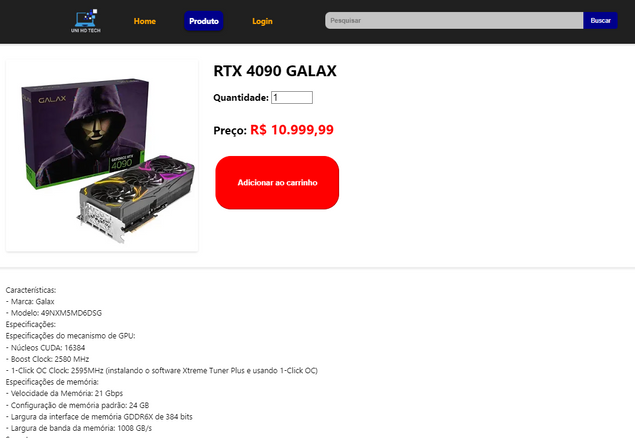 UNI HD TECH
Home
Produto
Login
Pesquisar
Buscar
GALAX
GEFORCE RTX
4090
RTX 4090 GALAX
Quantidade: 1
Preço: R$ 10.999,99
Adicionar ao carrinho
Características:
- Marca: Galax
- Modelo: 49NXM5MD6DSG
Especificações:
Especificações do mecanismo de GPU:
- Núcleos CUDA: 16384
- Boost Clock: 2580 MHz
- 1-Click OC Clock: 2595MHz (instalando o software Xtreme Tuner Plus e usando 1-Click OC)
Especificações de memória:
- Velocidade da Memória: 21 Gbps
- Configuração de memória padrão: 24 GB
- Largura da interface de memória GDDR6X de 384 bits
- Largura de banda da memória: 1008 GB/s